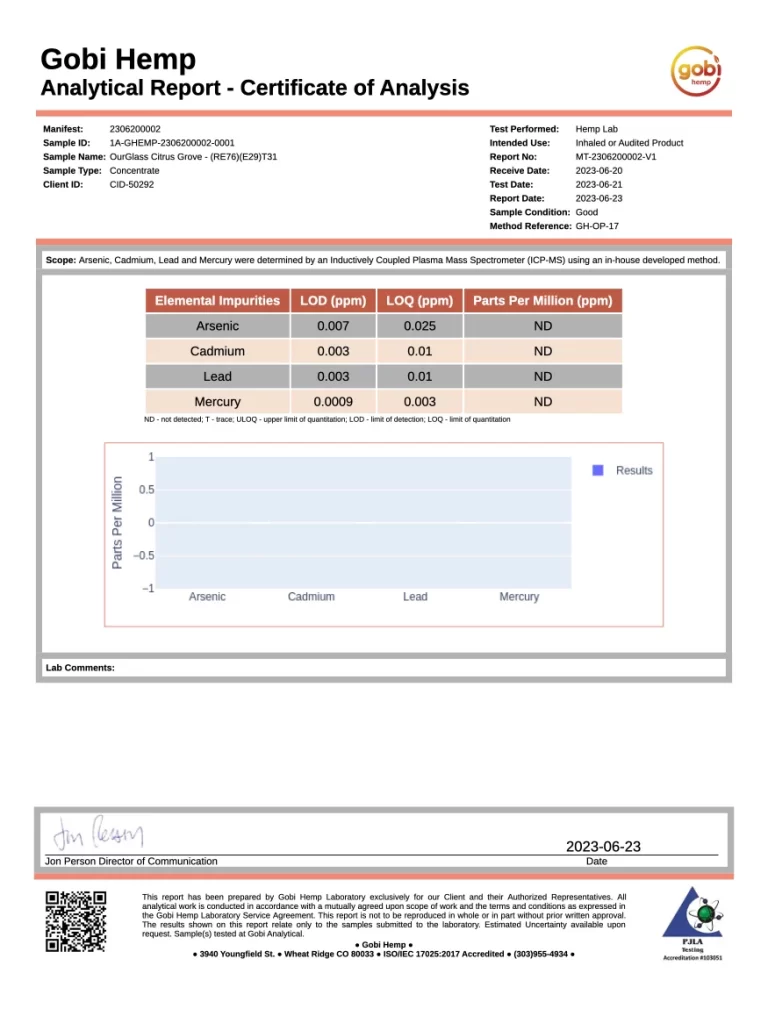 Gobi Hemp
Analytical Report - Certificate of Analysis
gobi
hemp
Manifest: 2306200002
Sample ID: 1A-GHEMP-2306200002-0001
Sample Name: OurGlass Citrus Grove - (RE76)(E29)T31
Sample Type: Concentrate
Client ID: CID-50292
Test Performed: Hemp Lab
Intended Use: Inhaled or Audited Product
Report No: MT-2306200002-V1
Receive Date: 2023-06-20
Test Date: 2023-06-21
Report Date: 2023-06-23
Sample Condition: Good
Method Reference: GH-OP-17
Scope: Arsenic, Cadmium, Lead and Mercury were determined by an Inductively Coupled Plasma Mass Spectrometer (ICP-MS) using an in-house developed method.
Elemental Impurities LOD (ppm) LOQ (ppm) Parts Per Million (ppm)
Arsenic 0.007 0.025 ND
Cadmium 0.003 0.01 ND
Lead 0.003 0.01 ND
Mercury 0.0009 0.003 ND
ND - not detected; T - trace; ULOQ - upper limit of quantitation; LOD - limit of detection; LOQ - limit of quantitation
Parts Per Million
1
0.5
0
−0.5
−1
Arsenic Cadmium Lead Mercury
Results
Lab Comments:
Jon Person
2023-06-23
Jon Person Director of Communication Date
This report has been prepared by Gobi Hemp Laboratory exclusively for our Client and their Authorized Representatives. All
analytical work is conducted in accordance with a mutually agreed upon scope of work and the terms and conditions as expressed in
the Gobi Hemp Laboratory Service Agreement. This report is not to be reproduced in whole or in part without prior written approval.
The results shown on this report relate only to the samples submitted to the laboratory. Estimated Uncertainty available upon
request. Sample(s) tested at Gobi Analytical.
● Gobi Hemp ●
● 3940 Youngfield St. ● Wheat Ridge CO 80033 ● ISO/IEC 17025:2017 Accredited ● (303)955-4934 ●
PJLA
Testing
Accreditation #103051